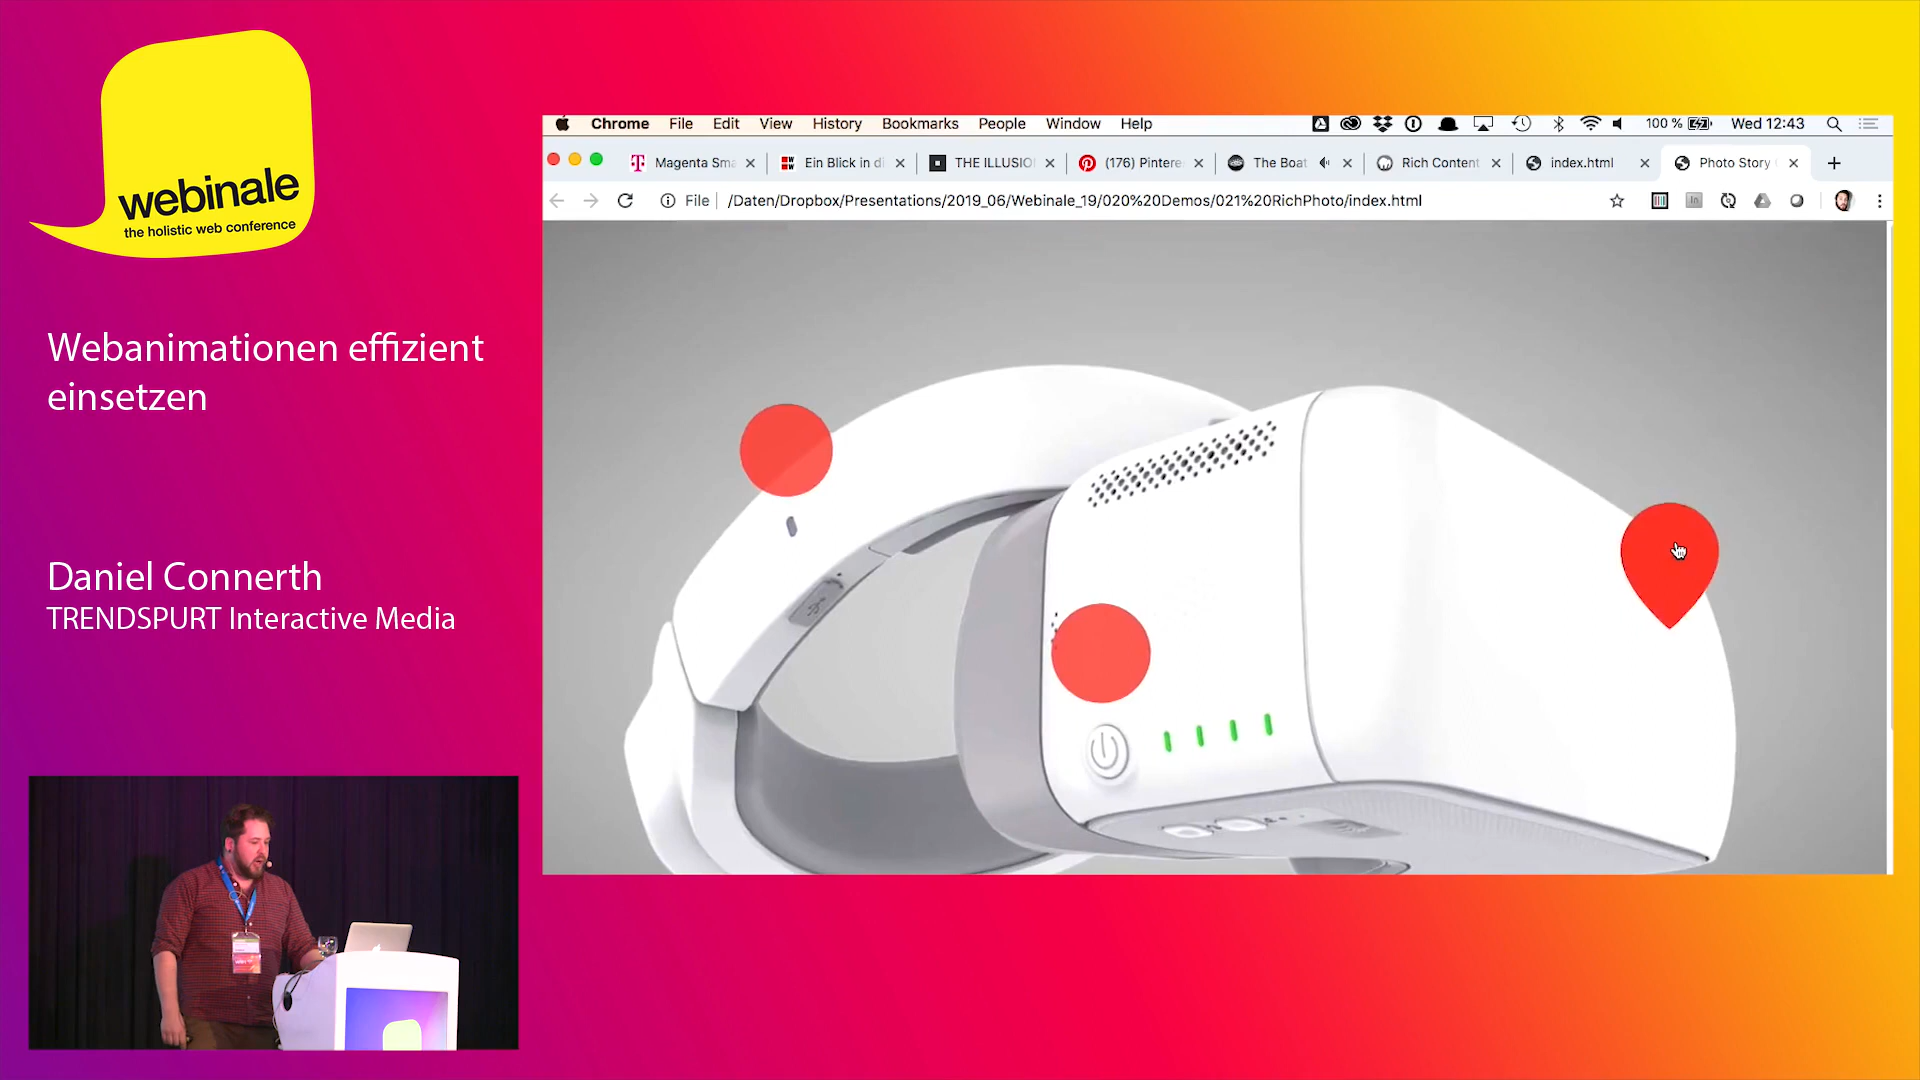 webinale
the holistic web conference
Webanimationen effizient
einsetzen
Daniel Connerth
TRENDSPURT Interactive Media
Chrome File Edit View History Bookmarks People Window Help 100 % Wed 12:43
Magenta Sma Ein Blick in di THE ILLUSIO (176) Pintere The Boat Rich Content index.html Photo Story
File /Daten/Dropbox/Presentations/2019_06/Webinale_19/020%20Demos/021%20RichPhoto/index.html